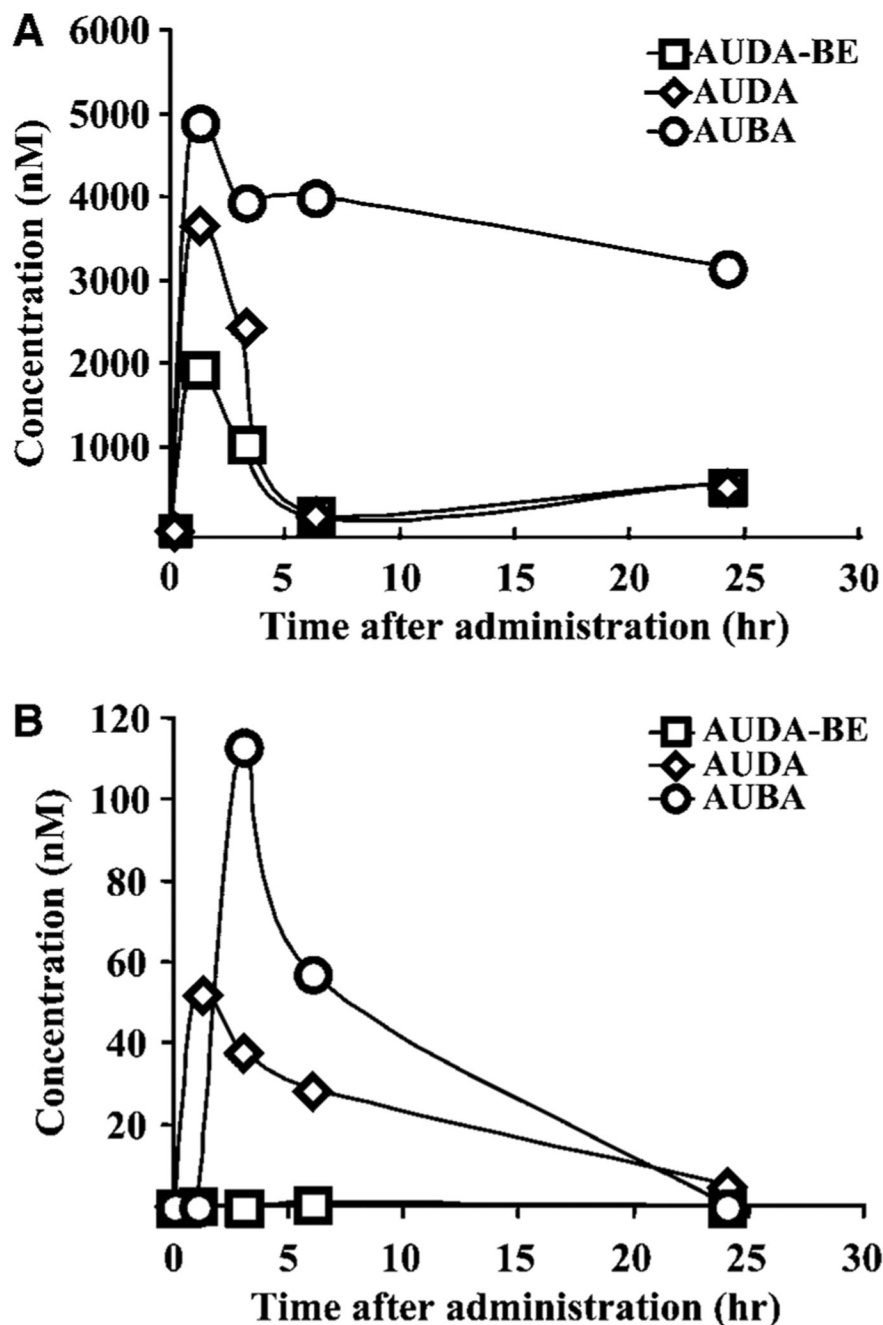 A
6000
5000
4000
3000
2000
1000
Concentration (nM)
AUDA-BE
AUDA
AUBA
0 5 10 15 20 25 30
Time after administration (hr)
B
120
100
80
60
40
20
Concentration (nM)
AUDA-BE
AUDA
AUBA
0 5 10 15 20 25 30
Time after administration (hr)